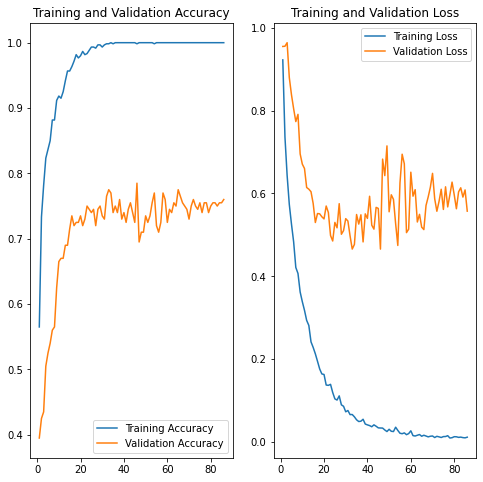 Training and Validation Accuracy
1.0
0.9
0.8
0.7
0.6
0.5
0.4
0 20 40 60 80
Training Accuracy
Validation Accuracy
Training and Validation Loss
1.0
0.8
0.6
0.4
0.2
0.0
0 20 40 60 80
Training Loss
Validation Loss